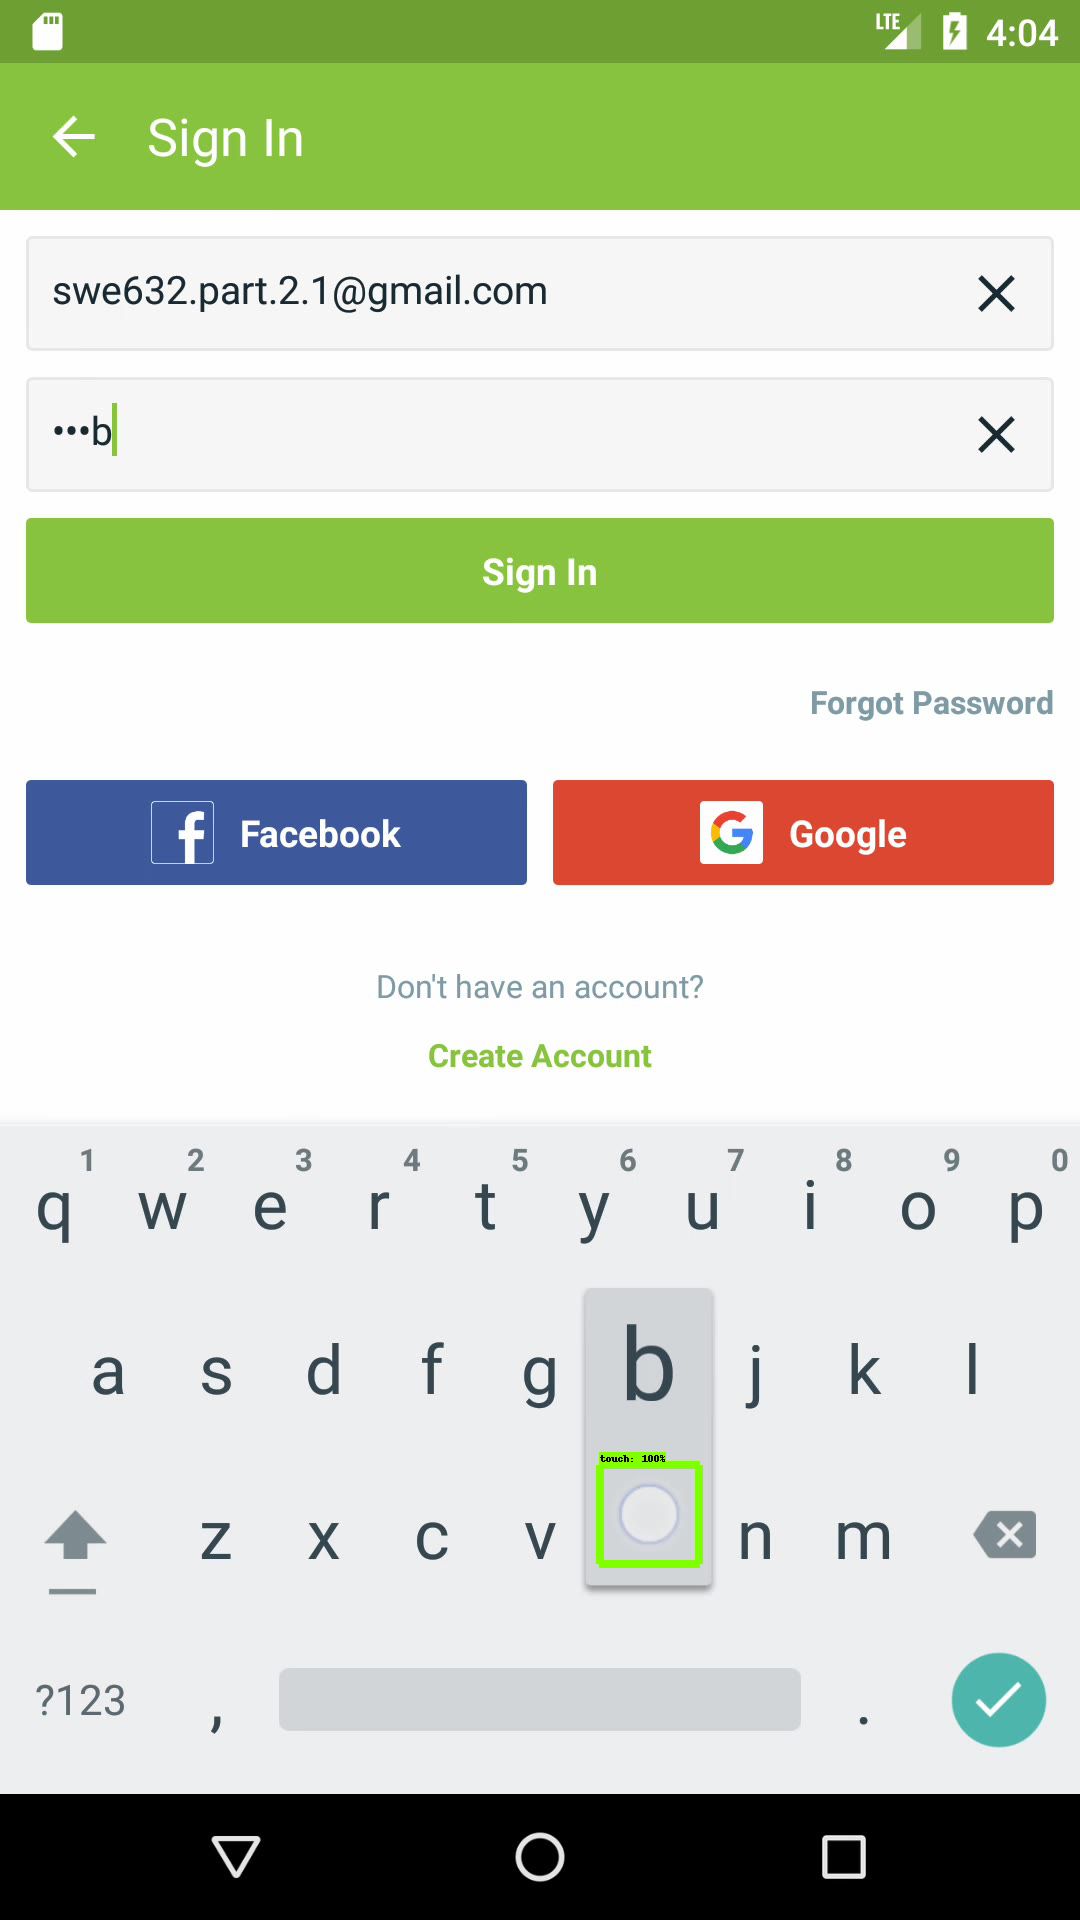 LTE 4:04
Sign In
swe632.part.2.1@gmail.com
•••b
Sign In
Forgot Password
Facebook Google
Don't have an account?
Create Account
1 2 3 4 5 6 7 8 9 0
q w e r t y u i o p
a s d f g b j k l
touch: 100%
z x c v n m
?123 , .